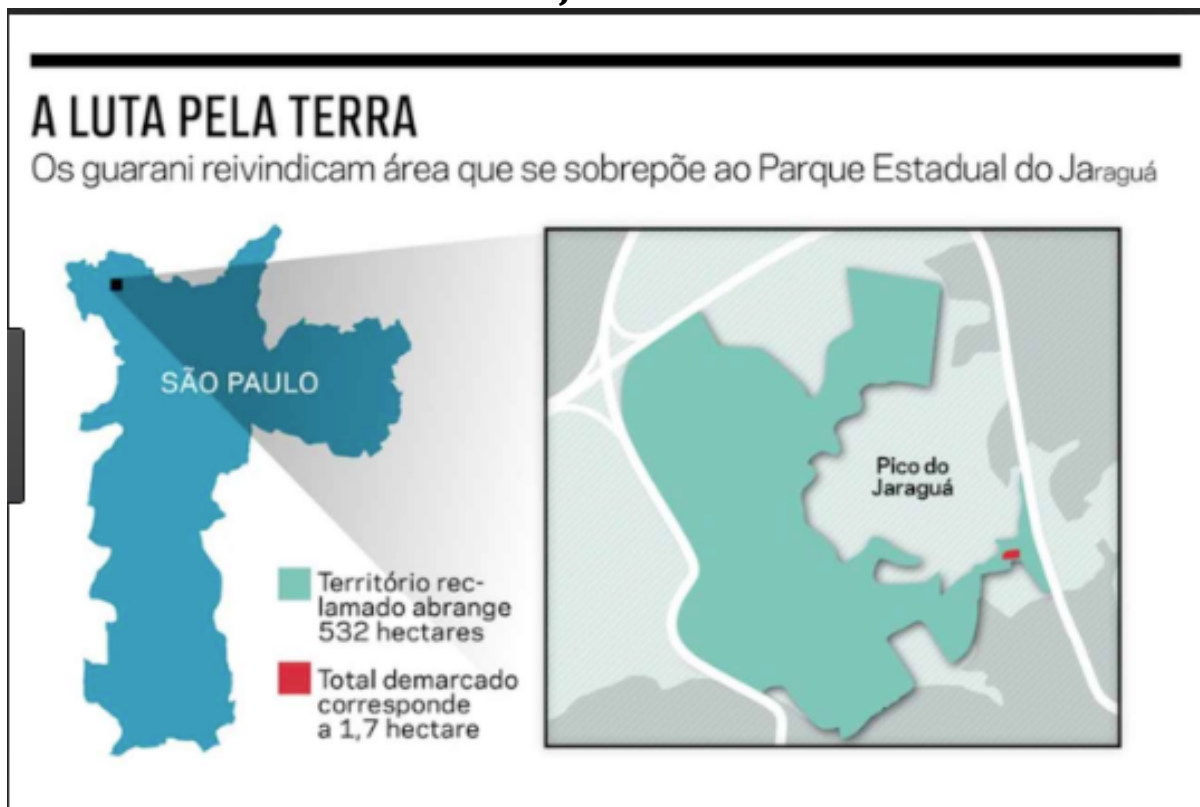 A LUTA PELA TERRA
Os guarani reivindicam área que se sobrepõe ao Parque Estadual do Jaraguá
SÃO PAULO
Pico do
Jaraguá
Território rec-
lamado abrange
532 hectares
Total demarcado
corresponde
a 1,7 hectare